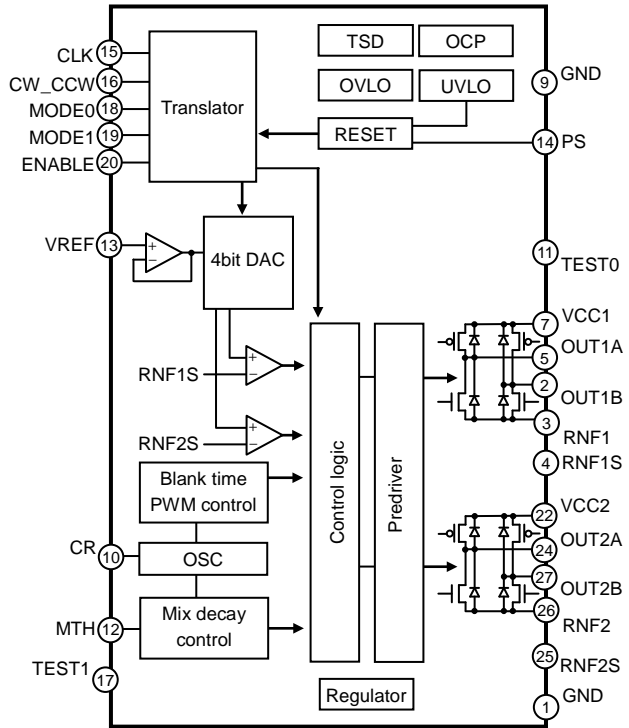 CLK 15
CW_CCW 16
MODE0 18
MODE1 19
ENABLE 20
Translator
TSD
OCP
OVLO
UVLO
RESET
9 GND
14 PS
VREF 13
+
−
4bit DAC
11 TEST0
RNF1S
+
−
RNF2S
+
−
Control logic
Predriver
7 VCC1
5 OUT1A
2 OUT1B
3 RNF1
4 RNF1S
Blank time
PWM control
CR 10
OSC
MTH 12
Mix decay
control
TEST1
17
22 VCC2
24 OUT2A
27 OUT2B
26 RNF2
25 RNF2S
1 GND
Regulator